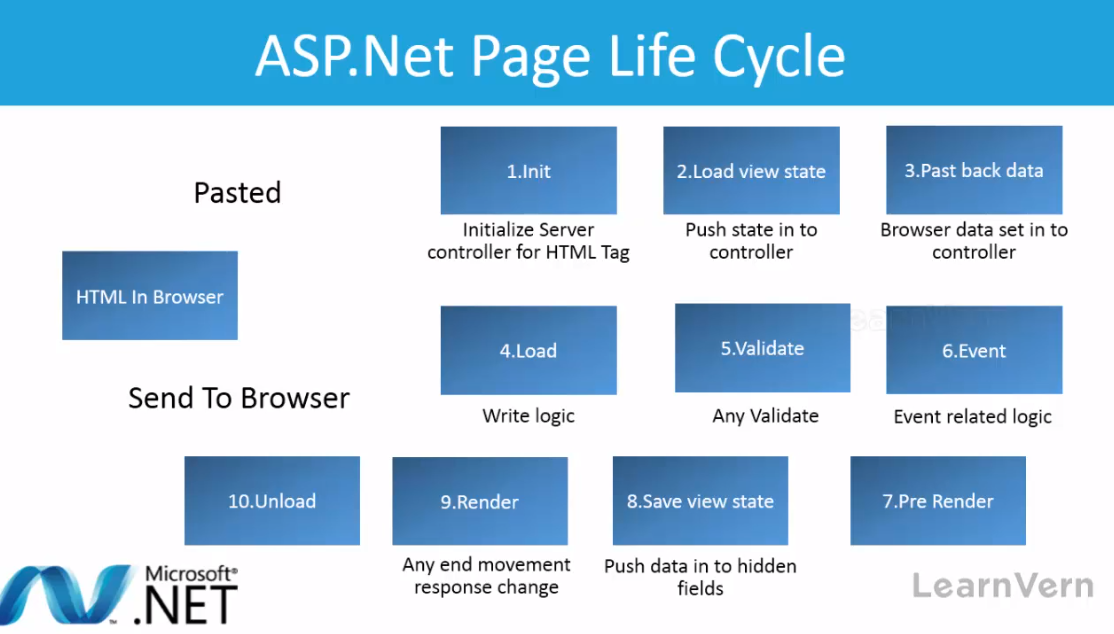 ASP.Net Page Life Cycle
Pasted
1.Init
2.Load view state
3.Past back data
Initialize Server
controller for HTML Tag
Push state in to
controller
Browser data set in to
controller
HTML In Browser
4.Load
5.Validate
6.Event
Write logic
Any Validate
Event related logic
Send To Browser
10.Unload
9.Render
8.Save view state
7.Pre Render
Any end movement
response change
Push data in to hidden
fields
Microsoft®
.NET
™
LearnVern